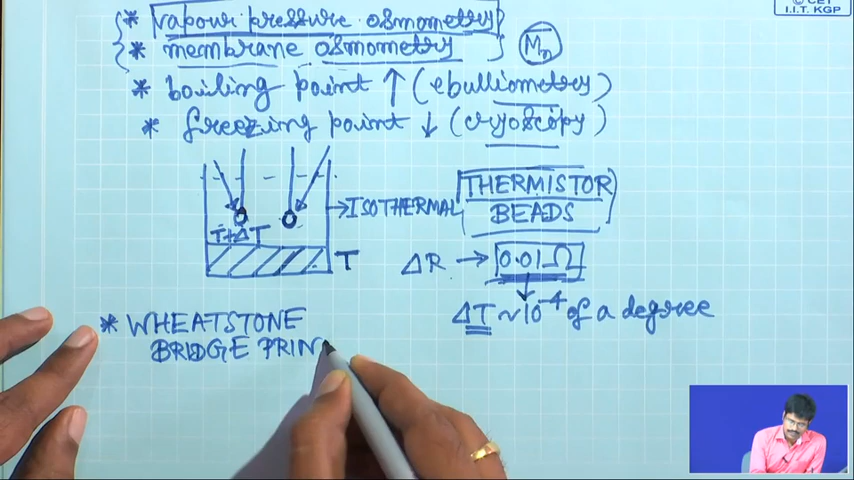 © CET
I.I.T. KGP
* vapour pressure osmometry
* membrane osmometry
Mn
* boiling point ↑ (ebulliometry)
* freezing point ↓ (cryoscopy)
T+ΔT
T
→ ISOTHERMAL
THERMISTOR
BEADS
ΔR → 0.01Ω
ΔT ~ 10⁻⁴ of a degree
* WHEATSTONE
BRIDGE PRIN